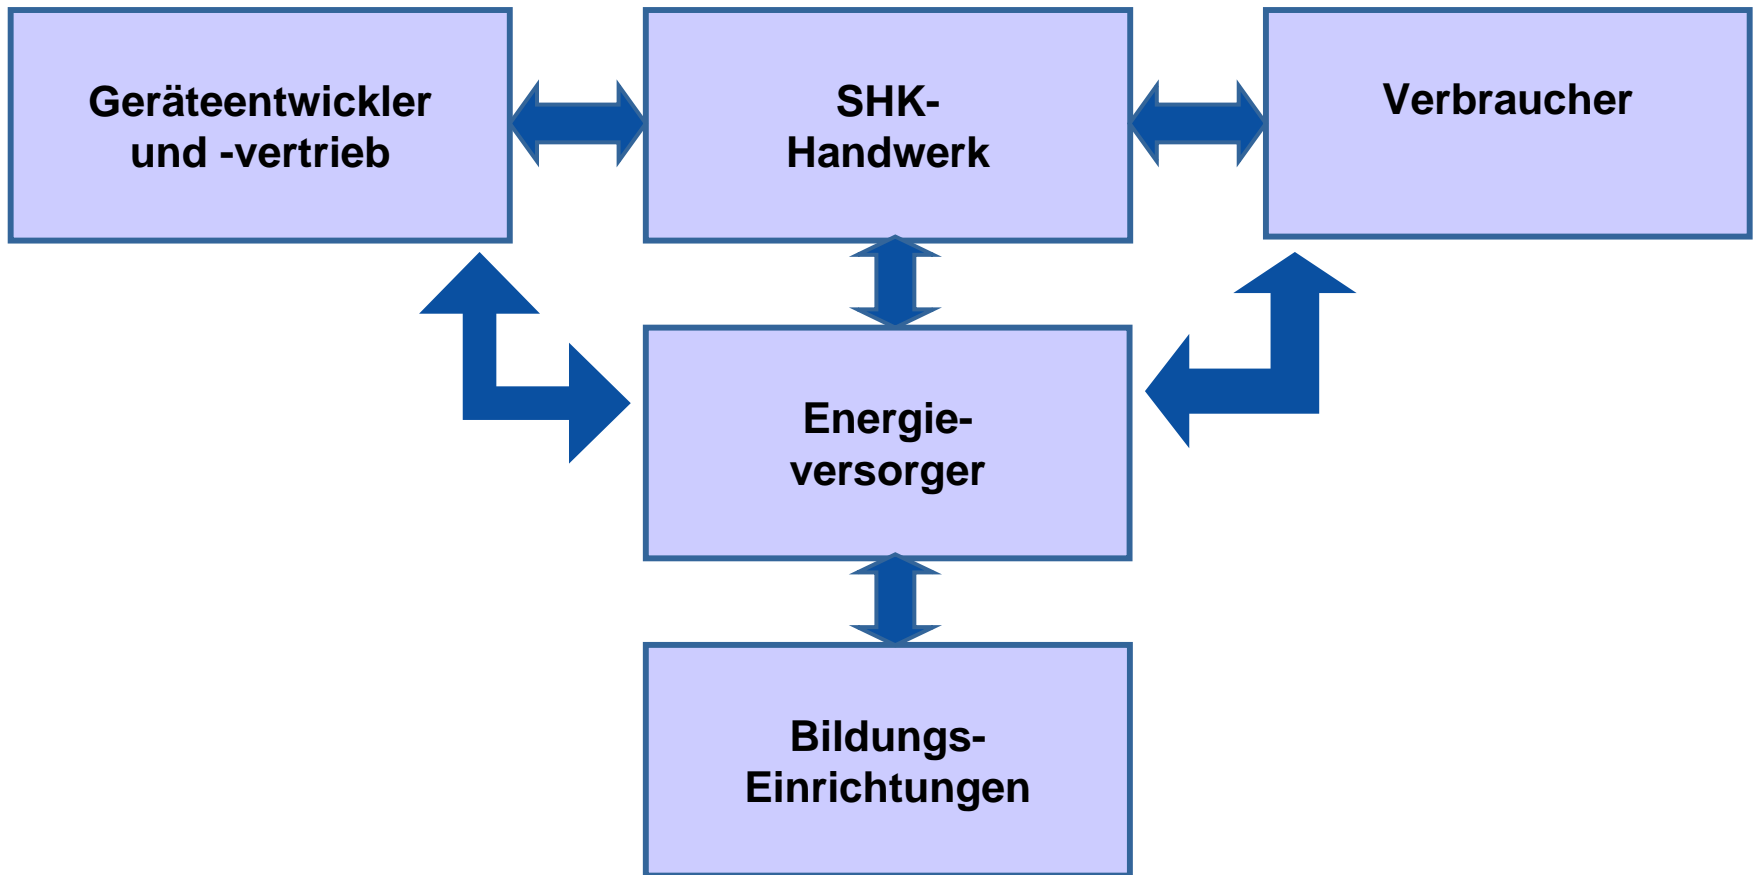 Geräteentwickler
und -vertrieb
SHK-
Handwerk
Verbraucher
Energie-
versorger
Bildungs-
Einrichtungen